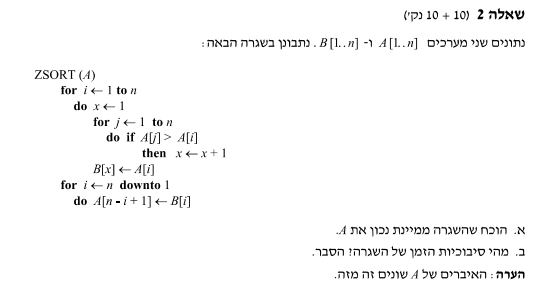 שאלה 2 (10 + 10 נק')
נתונים שני מערכים A[1..n] ו- B[1..n]. נתבונן בשגרה הבאה:
ZSORT (A)
for i ← 1 to n
do x ← 1
for j ← 1 to n
do if A[j] > A[i]
then x ← x + 1
B[x] ← A[i]
for i ← n downto 1
do A[n - i + 1] ← B[i]
א. הוכח שהשגרה ממיינת נכון את A.
ב. מהי סיבוכיות הזמן של השגרה? הסבר.
הערה: האיברים של A שונים זה מזה.